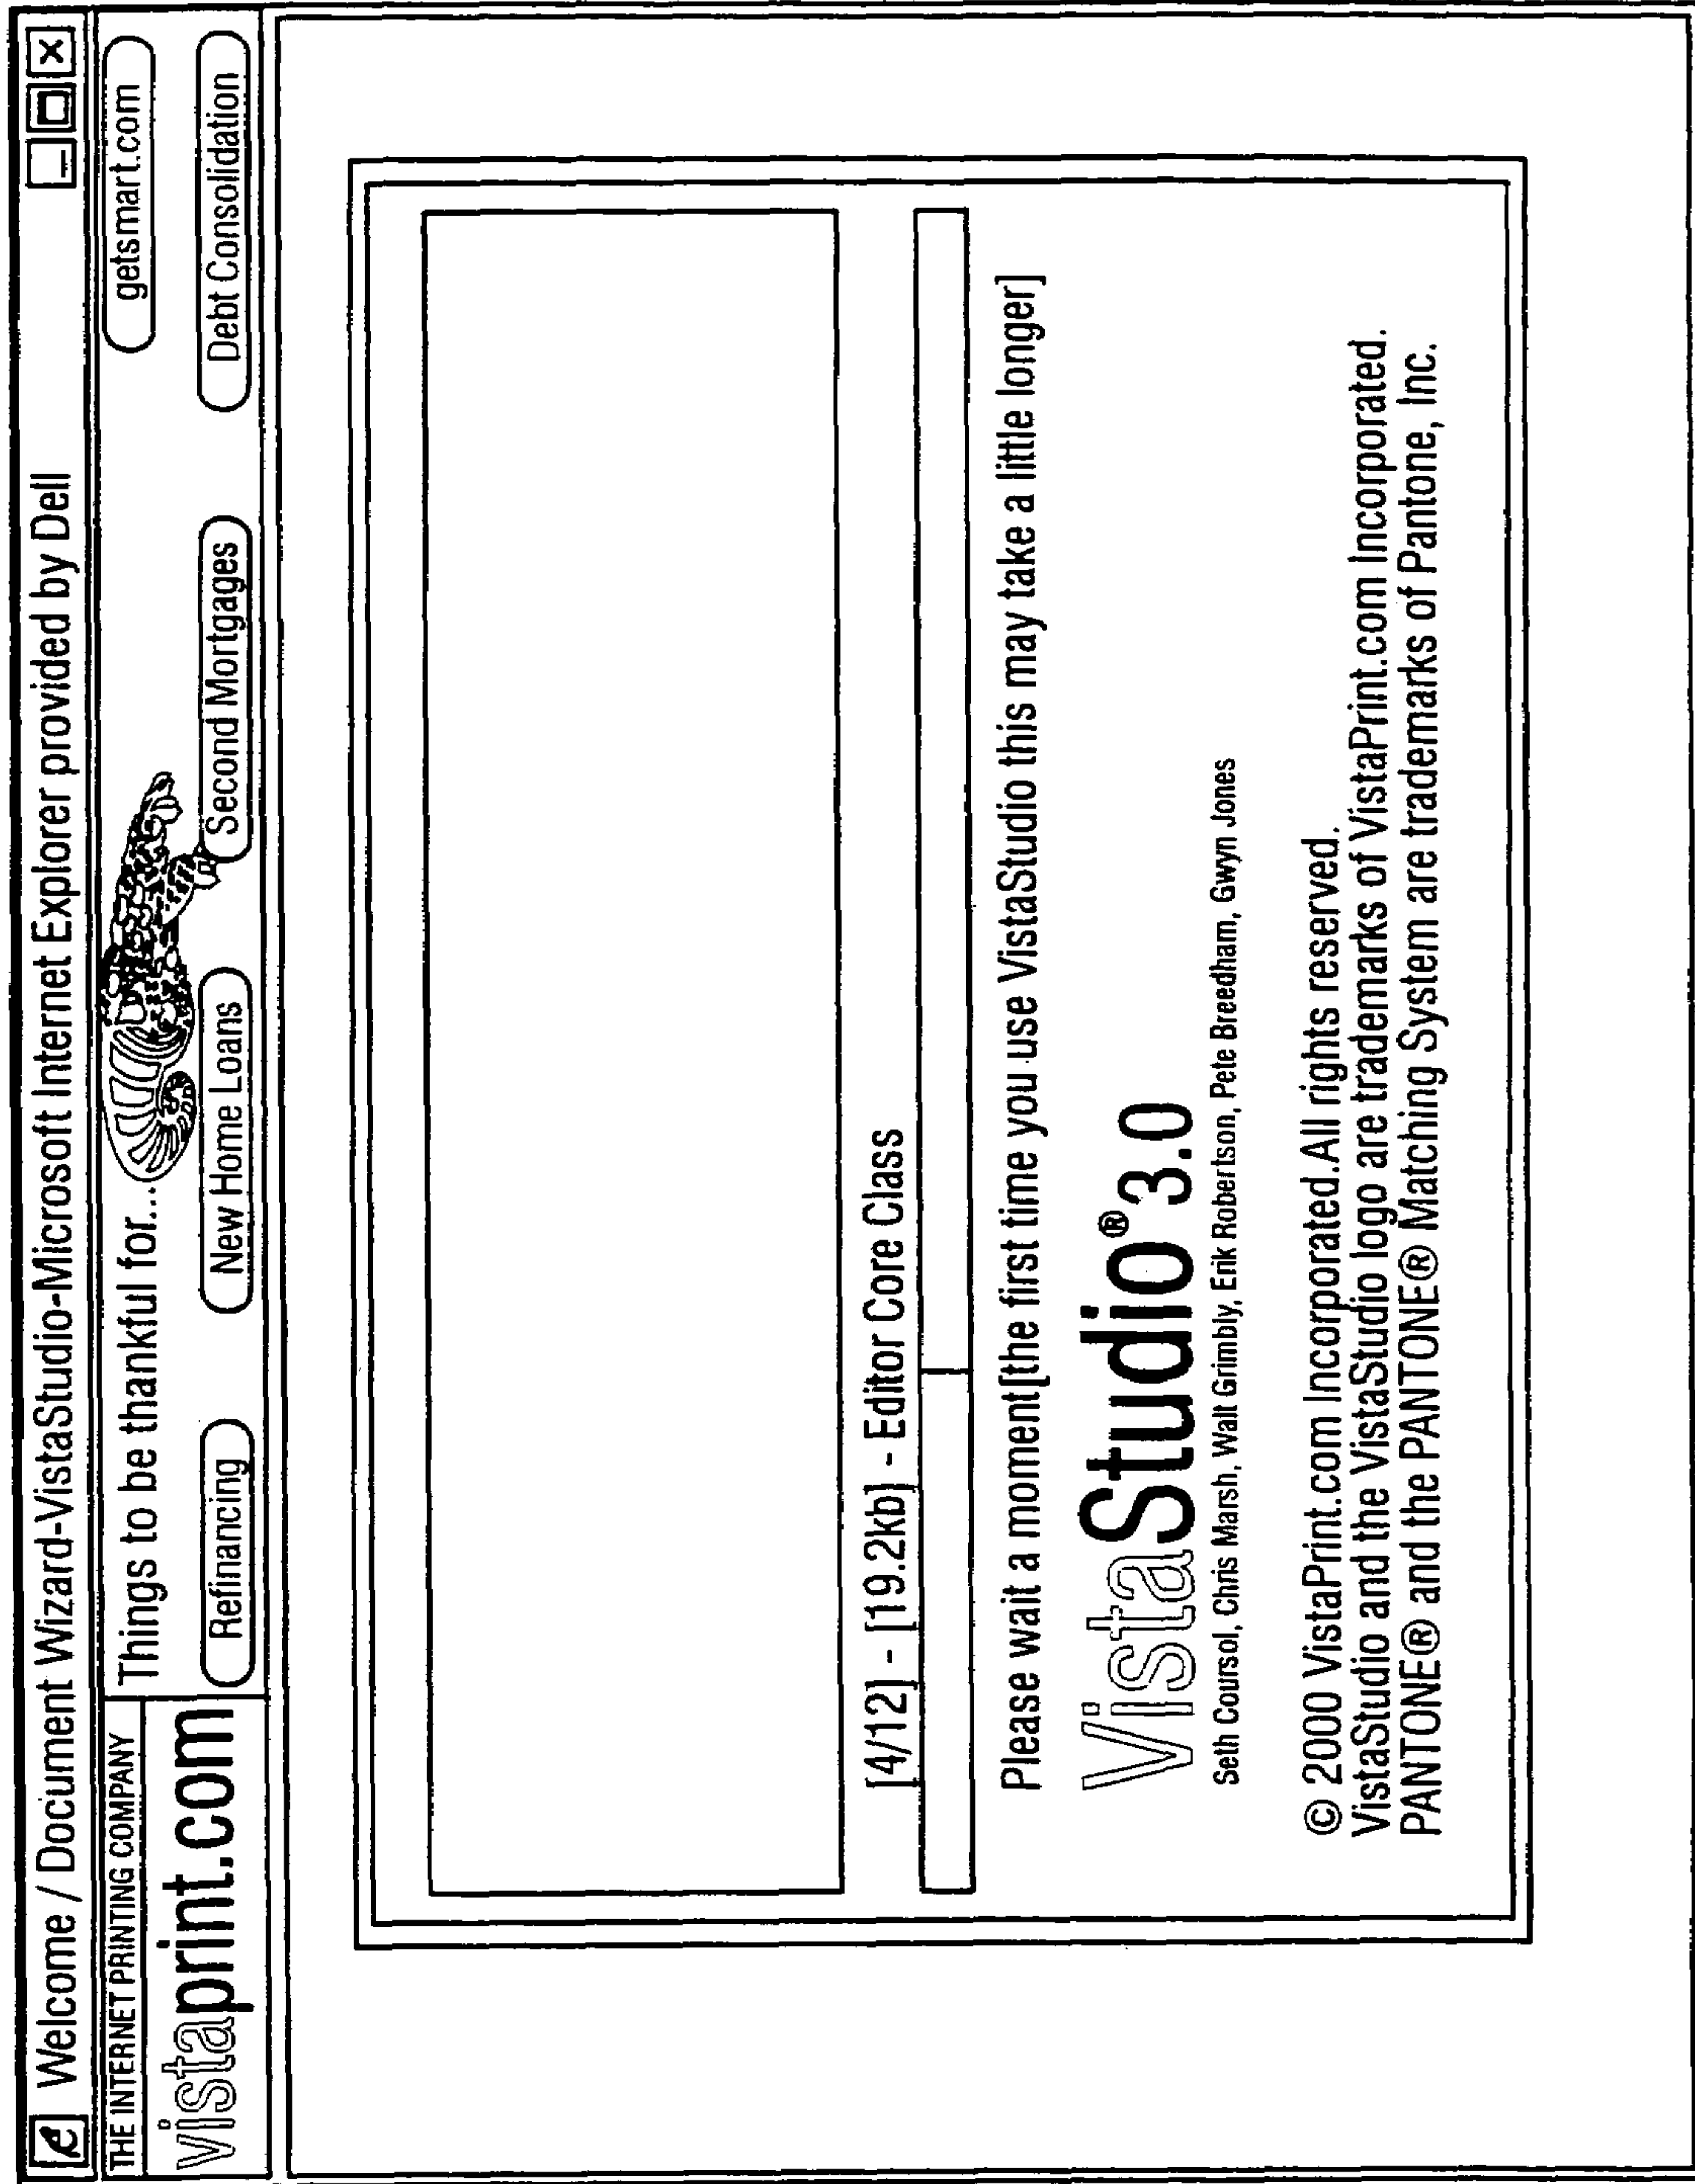 Welcome / Document Wizard-VistaStudio-Microsoft Internet Explorer provided by Dell
THE INTERNET PRINTING COMPANY
vistaprint.com
Things to be thankful for...
getsmart.com
Refinancing
New Home Loans
Second Mortgages
Debt Consolidation
[4/12] - [19.2kb] - Editor Core Class
Please wait a moment[the first time you use VistaStudio this may take a little longer]
VistaStudio® 3.0
Seth Coursol, Chris Marsh, Walt Grimbly, Erik Robertson, Pete Breedham, Gwyn Jones
© 2000 VistaPrint.com Incorporated.All rights reserved.
VistaStudio and the VistaStudio logo are trademarks of VistaPrint.com Incorporated.
PANTONE® and the PANTONE® Matching System are trademarks of Pantone, Inc.